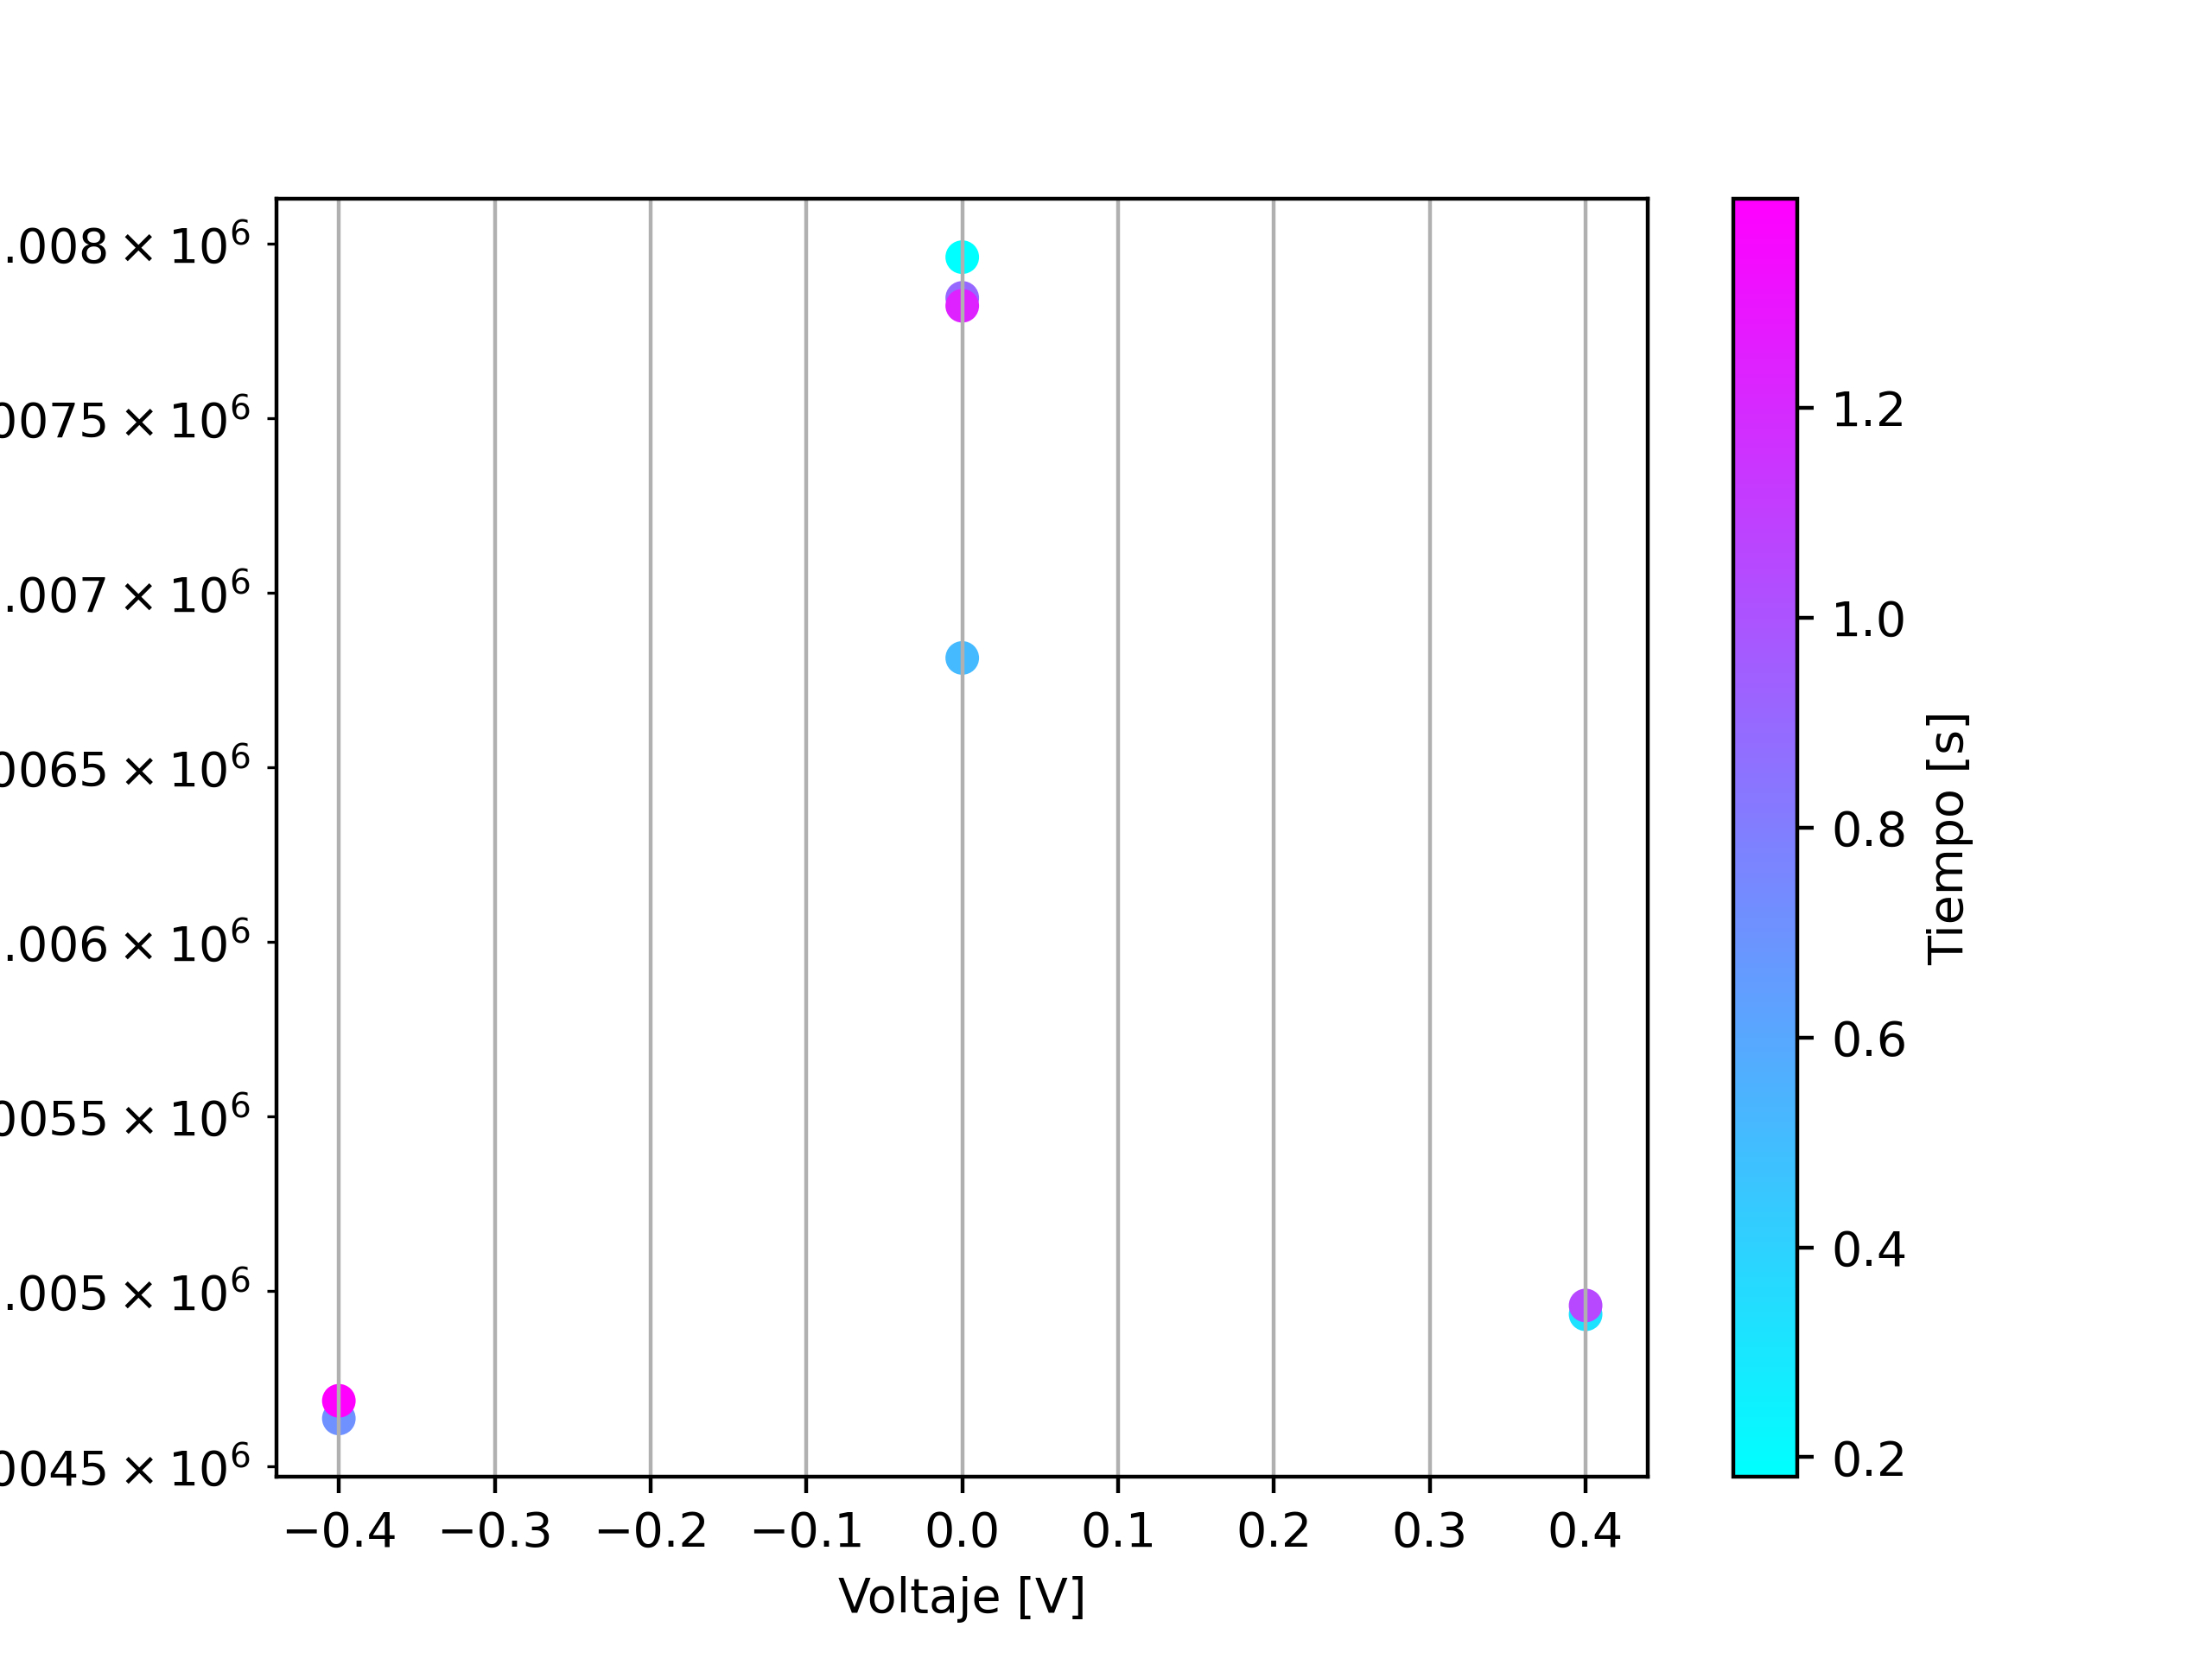 .008 × 10⁶
0075 × 10⁶
.007 × 10⁶
0065 × 10⁶
.006 × 10⁶
0055 × 10⁶
.005 × 10⁶
0045 × 10⁶
−0.4 −0.3 −0.2 −0.1 0.0 0.1 0.2 0.3 0.4
Voltaje [V]
1.2
1.0
0.8
0.6
0.4
0.2
Tiempo [s]